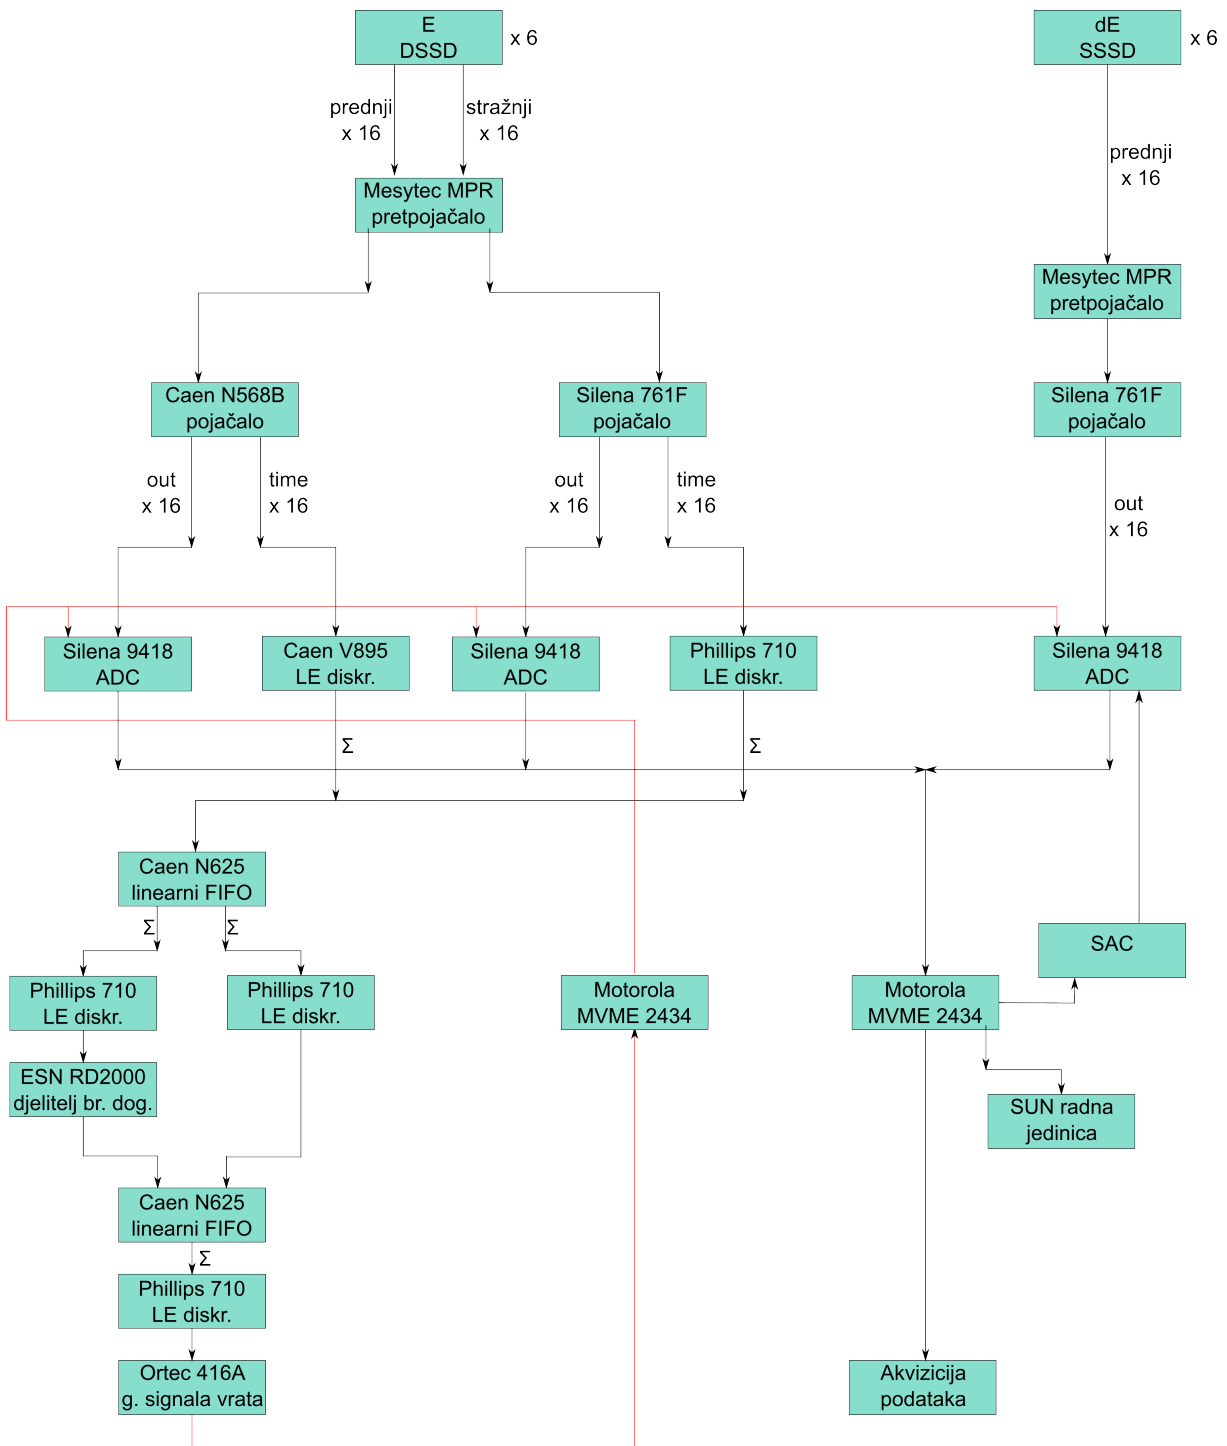 E
DSSD
x 6
dE
SSSD
x 6
prednji
x 16
stražnji
x 16
prednji
x 16
Mesytec MPR
pretpojačalo
Mesytec MPR
pretpojačalo
Caen N568B
pojačalo
Silena 761F
pojačalo
Silena 761F
pojačalo
out
x 16
time
x 16
out
x 16
time
x 16
out
x 16
Silena 9418
ADC
Caen V895
LE diskr.
Silena 9418
ADC
Phillips 710
LE diskr.
Silena 9418
ADC
Σ
Σ
Caen N625
linearni FIFO
Σ
Σ
SAC
Phillips 710
LE diskr.
Phillips 710
LE diskr.
Motorola
MVME 2434
Motorola
MVME 2434
ESN RD2000
djelitelj br. dog.
SUN radna
jedinica
Caen N625
linearni FIFO
Σ
Phillips 710
LE diskr.
Ortec 416A
g. signala vrata
Akvizicija
podataka